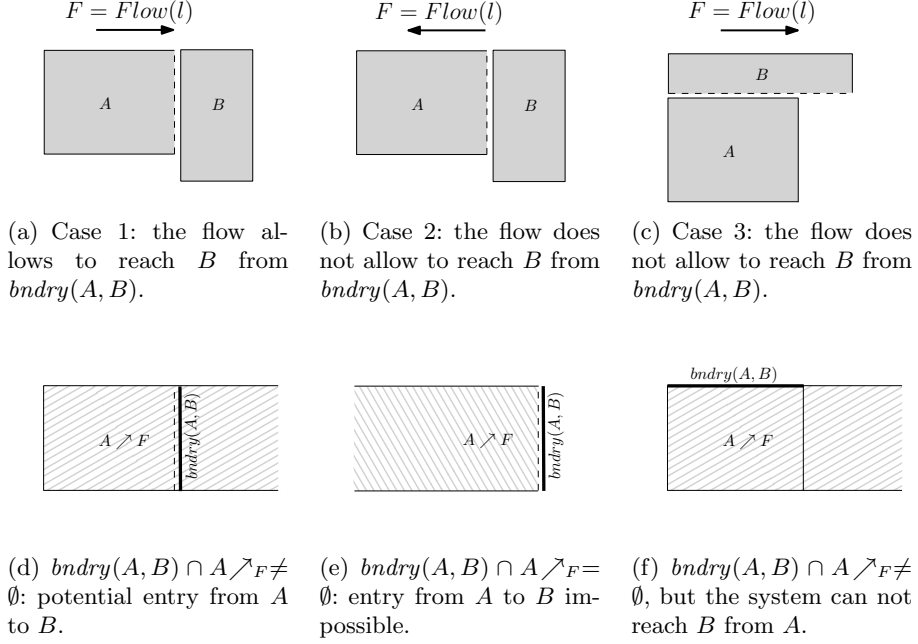 F = Flow(l)
F = Flow(l)
F = Flow(l)
A
B
A
B
B
A
(a) Case 1: the flow al-
lows to reach B from
bndry(A, B).
(b) Case 2: the flow does
not allow to reach B from
bndry(A, B).
(c) Case 3: the flow does
not allow to reach B from
bndry(A, B).
A ↗ F
bndry(A, B)
A ↗ F
bndry(A, B)
bndry(A, B)
A ↗ F
(d) bndry(A, B) ∩ A↗F ≠
∅: potential entry from A
to B.
(e) bndry(A, B) ∩ A↗F =
∅: entry from A to B im-
possible.
(f) bndry(A, B) ∩ A↗F ≠
∅, but the system can not
reach B from A.